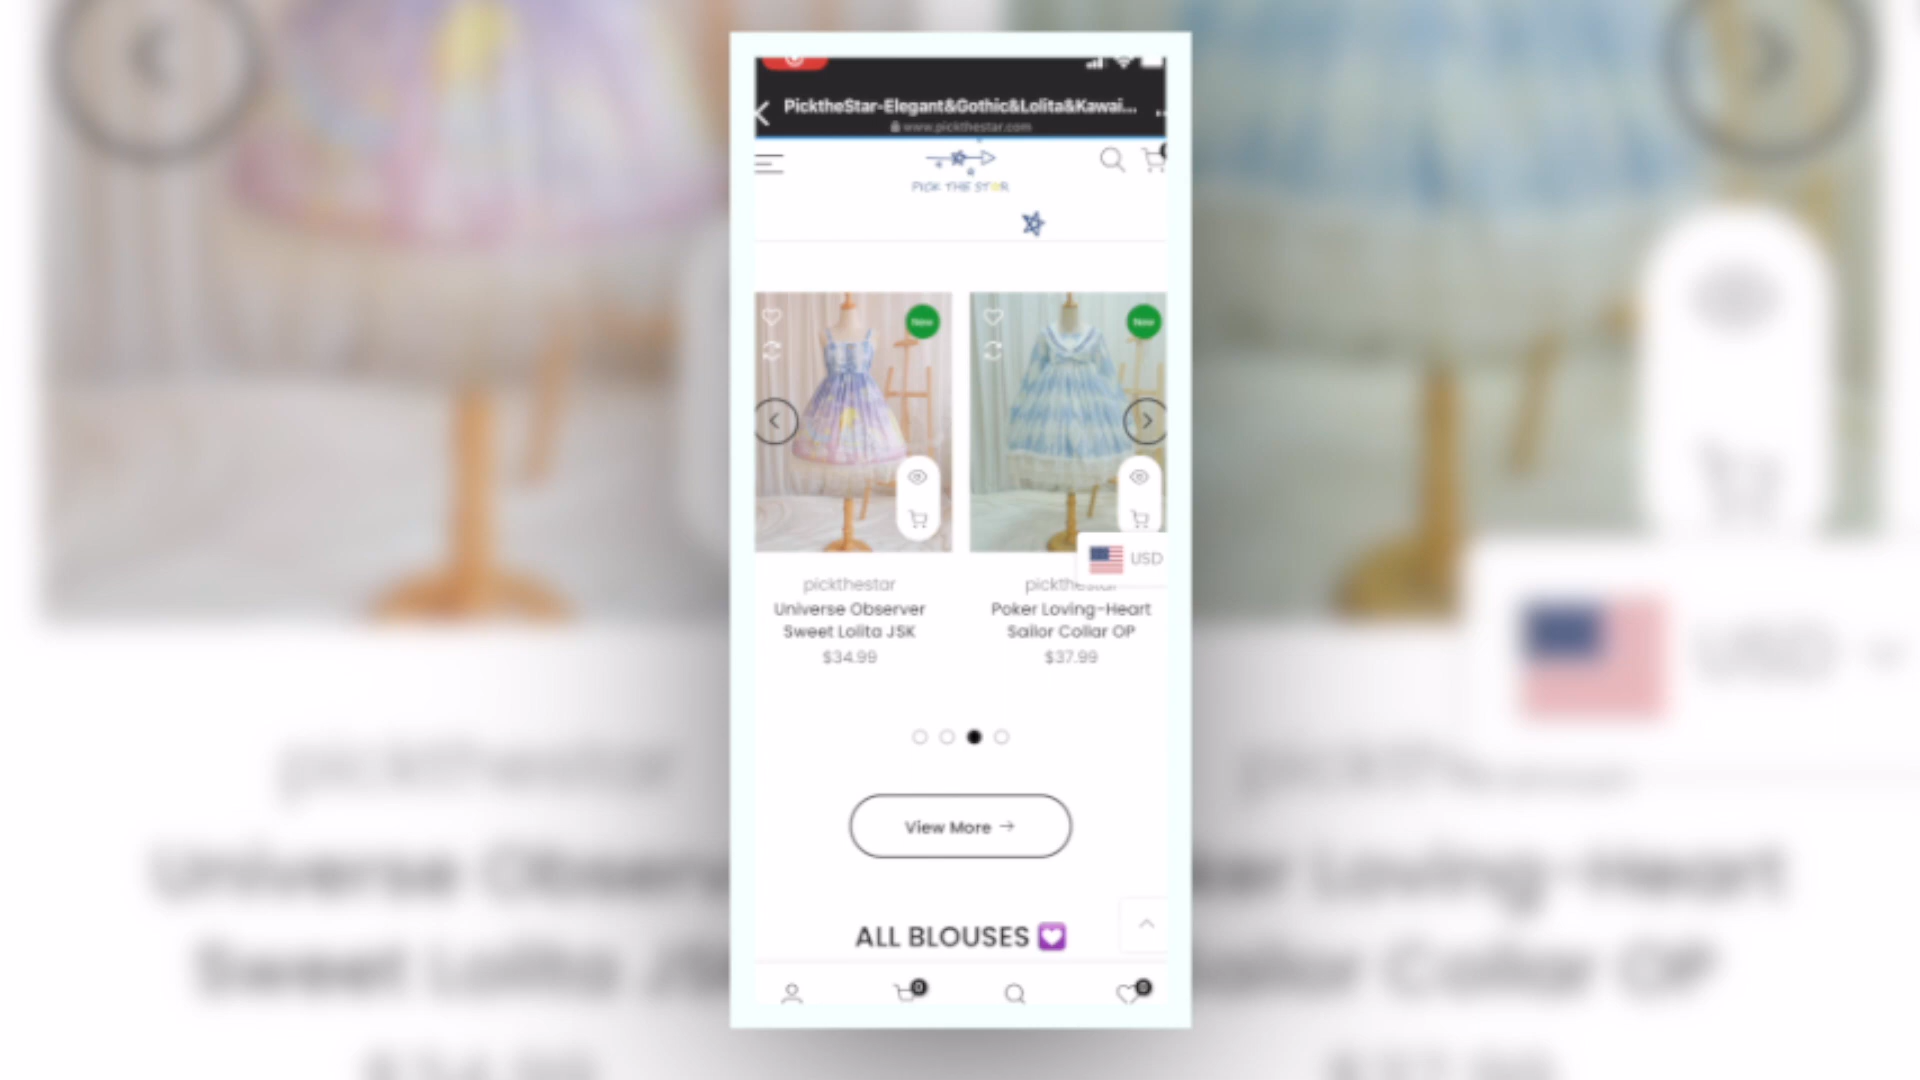 PicktheStar-Elegant&Gothic&Lolita&Kawai...
www.pickthestar.com
PICK THE STAR
New
New
USD
pickthestar
pickthestar
Universe Observer
Sweet Lolita JSK
$34.99
Poker Loving-Heart
Sailor Collar OP
$37.99
View More
ALL BLOUSES
0
0